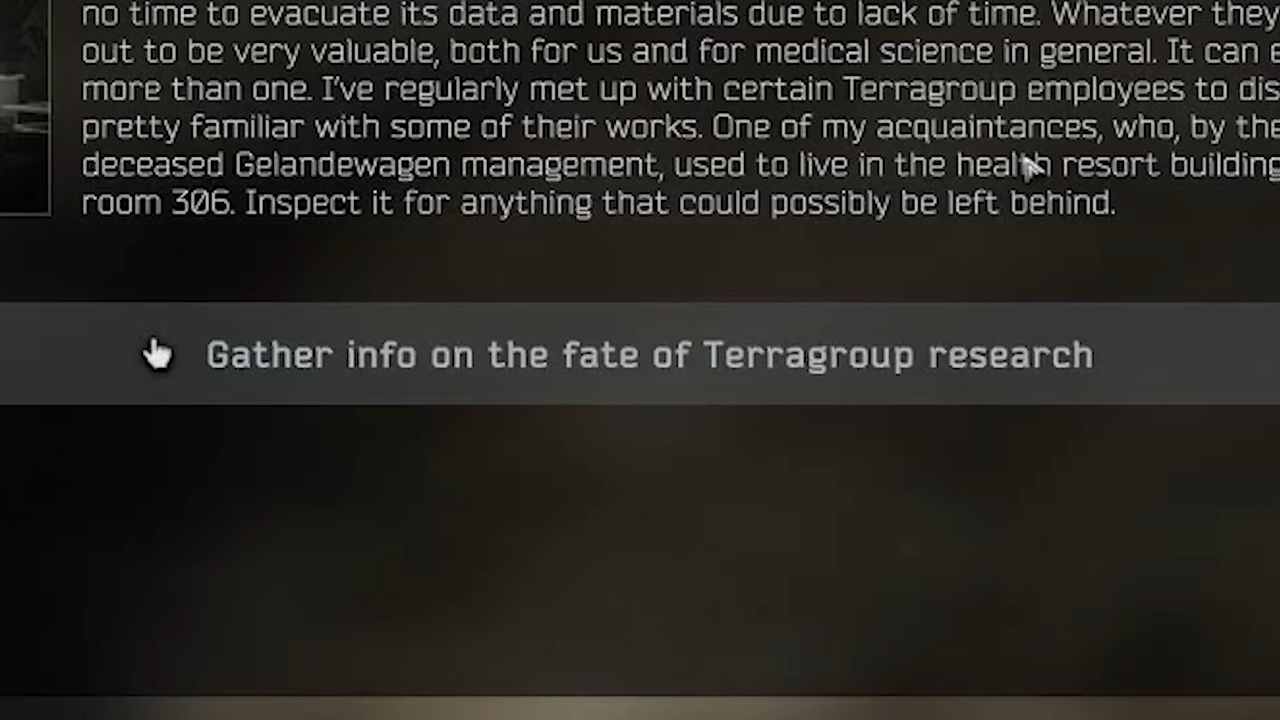 no time to evacuate its data and materials due to lack of time. Whatever they
out to be very valuable, both for us and for medical science in general. It can
more than one. I've regularly met up with certain Terragroup employees to dis
pretty familiar with some of their works. One of my acquaintances, who, by the
deceased Gelandewagen management, used to live in the health resort building
room 306. Inspect it for anything that could possibly be left behind.
Gather info on the fate of Terragroup research